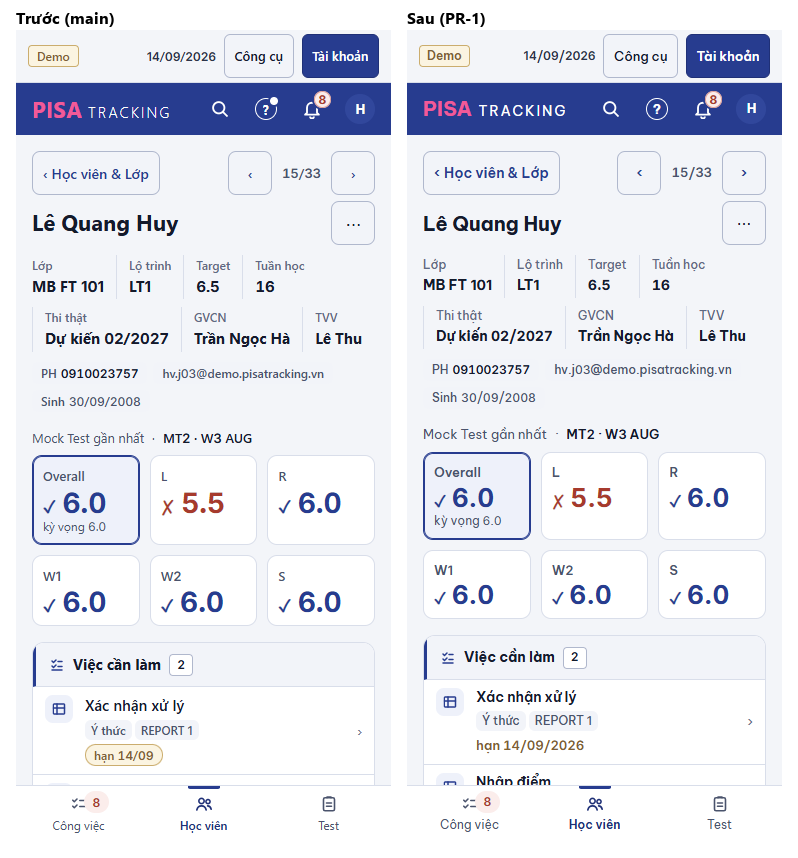 Trước (main)
Demo
14/09/2026
Công cụ
Tài khoản
PISA TRACKING
?
8
H
‹ Học viên & Lớp
‹
15/33
›
Lê Quang Huy
...
Lớp Lộ trình Target Tuần học
MB FT 101 LT1 6.5 16
Thi thật GVCN TVV
Dự kiến 02/2027 Trần Ngọc Hà Lê Thu
PH 0910023757 hv.j03@demo.pisatracking.vn
Sinh 30/09/2008
Mock Test gần nhất · MT2 · W3 AUG
Overall L R
✓ 6.0 ✗ 5.5 ✓ 6.0
kỳ vọng 6.0
W1 W2 S
✓ 6.0 ✓ 6.0 ✓ 6.0
Việc cần làm 2
Xác nhận xử lý
Ý thức REPORT 1 ›
hạn 14/09
8
Công việc Học viên Test
Sau (PR-1)
Demo
14/09/2026
Công cụ
Tài khoản
PISA TRACKING
?
8
H
‹ Học viên & Lớp
‹
15/33
›
Lê Quang Huy
...
Lớp Lộ trình Target Tuần học
MB FT 101 LT1 6.5 16
Thi thật GVCN TVV
Dự kiến 02/2027 Trần Ngọc Hà Lê Thu
PH 0910023757 hv.j03@demo.pisatracking.vn
Sinh 30/09/2008
Mock Test gần nhất · MT2 · W3 AUG
Overall L R
✓ 6.0 ✗ 5.5 ✓ 6.0
kỳ vọng 6.0
W1 W2 S
✓ 6.0 ✓ 6.0 ✓ 6.0
Việc cần làm 2
Xác nhận xử lý
Ý thức REPORT 1 ›
hạn 14/09/2026
Nhập điểm
8
Công việc Học viên Test